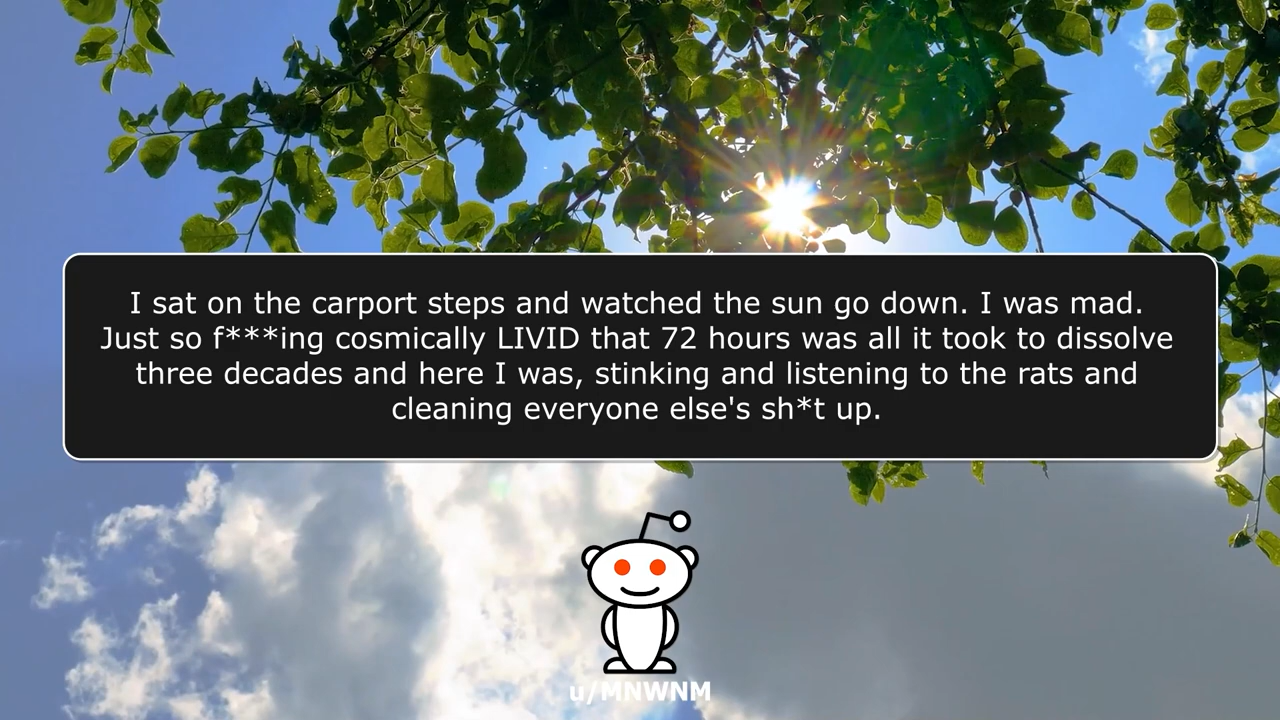 I sat on the carport steps and watched the sun go down. I was mad.
Just so f***ing cosmically LIVID that 72 hours was all it took to dissolve
three decades and here I was, stinking and listening to the rats and
cleaning everyone else's sh*t up.
u/MNWNM